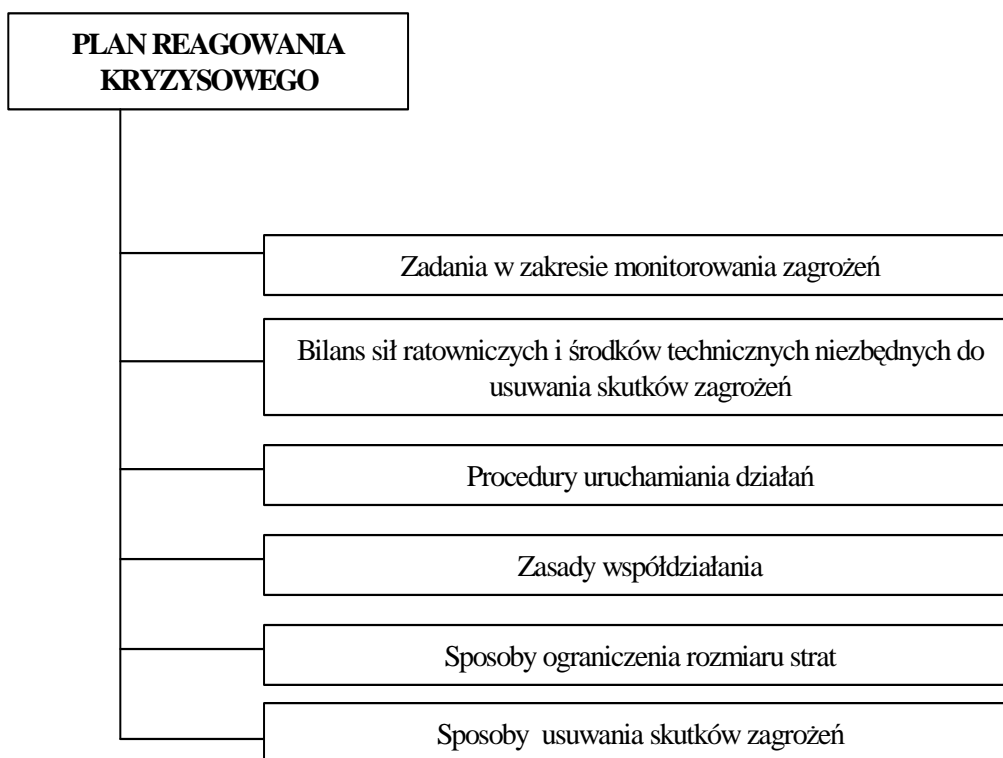 PLAN REAGOWANIA
KRYZYSOWEGO
Zadania w zakresie monitorowania zagrożeń
Bilans sił ratowniczych i środków technicznych niezbędnych do
usuwania skutków zagrożeń
Procedury uruchamiania działań
Zasady współdziałania
Sposoby ograniczenia rozmiaru strat
Sposoby usuwania skutków zagrożeń